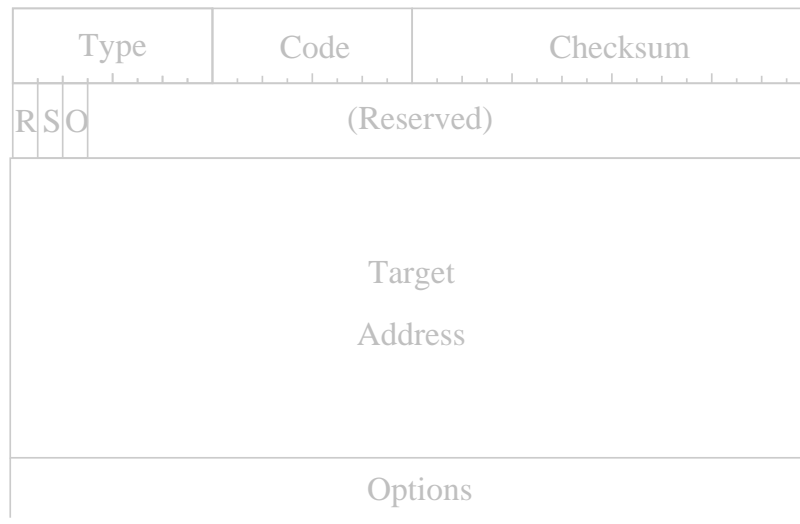 Type Code Checksum
R S O (Reserved)
Target
Address
Options